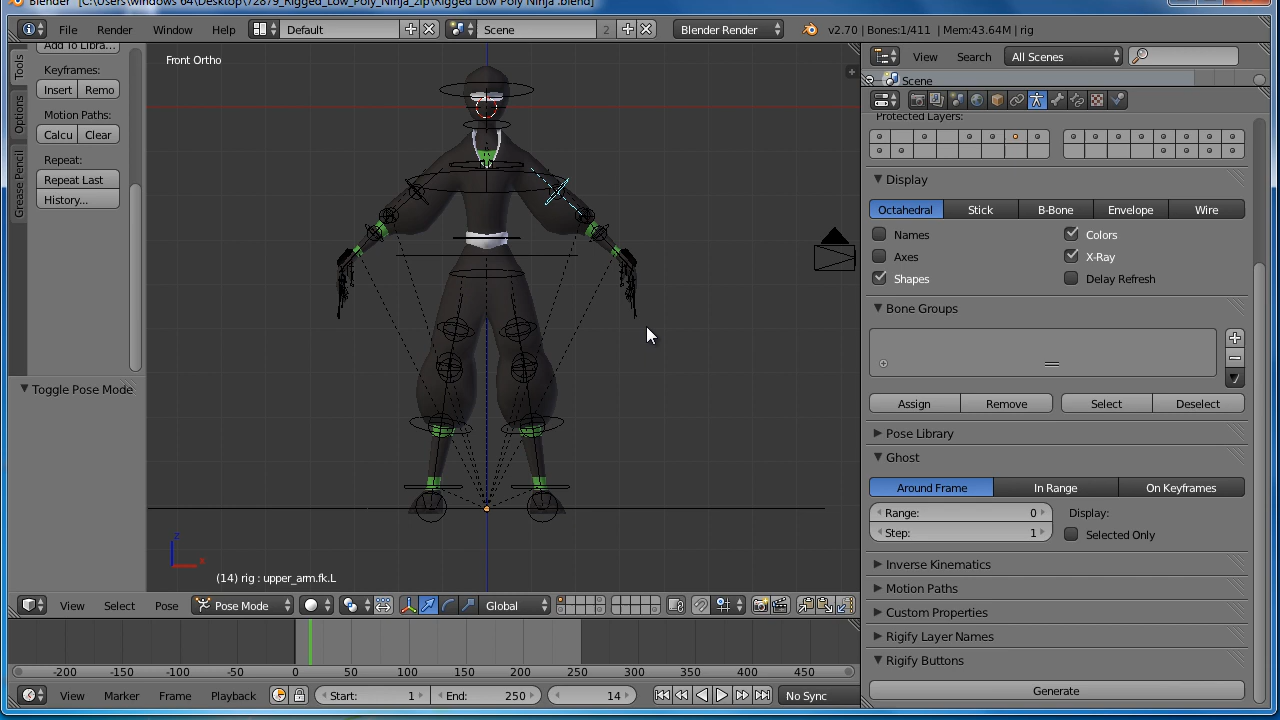 Blender [C:\Users\windows 64\Desktop\72879_Rigged_Low_Poly_Ninja_zip\Rigged Low Poly Ninja .blend]
File Render Window Help Default Scene 2 Blender Render v2.70 | Bones:1/411 | Mem:43.64M | rig
Tools
Options
Grease Pencil
Add To Libra...
Keyframes:
Insert Remo
Motion Paths:
Calcu Clear
Repeat:
Repeat Last
History...
Toggle Pose Mode
Front Ortho
z
x
(14) rig : upper_arm.fk.L
View Select Pose Pose Mode Global
-200 -150 -100 -50 0 50 100 150 200 250 300 350 400 450
View Marker Frame Playback Start: 1 End: 250 14 No Sync
View Search All Scenes
Scene
Protected Layers:
Display
Octahedral Stick B-Bone Envelope Wire
Names Colors
Axes X-Ray
Shapes Delay Refresh
Bone Groups
Assign Remove Select Deselect
Pose Library
Ghost
Around Frame In Range On Keyframes
Range: 0 Display:
Step: 1 Selected Only
Inverse Kinematics
Motion Paths
Custom Properties
Rigify Layer Names
Rigify Buttons
Generate